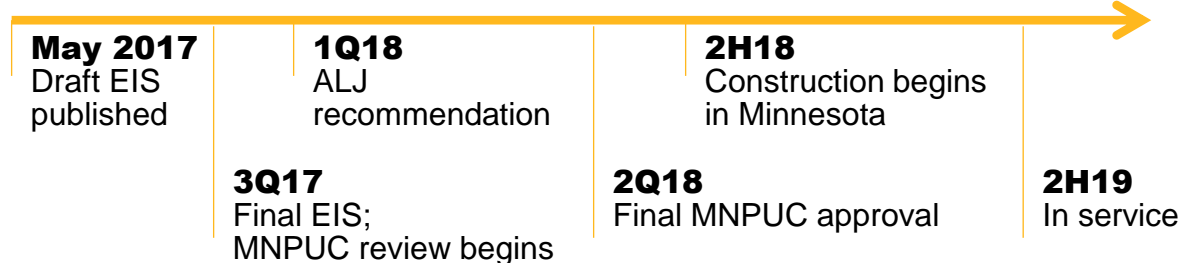 May 2017
Draft EIS
published
1Q18
ALJ
recommendation
2H18
Construction begins
in Minnesota
3Q17
Final EIS;
MNPUC review begins
2Q18
Final MNPUC approval
2H19
In service